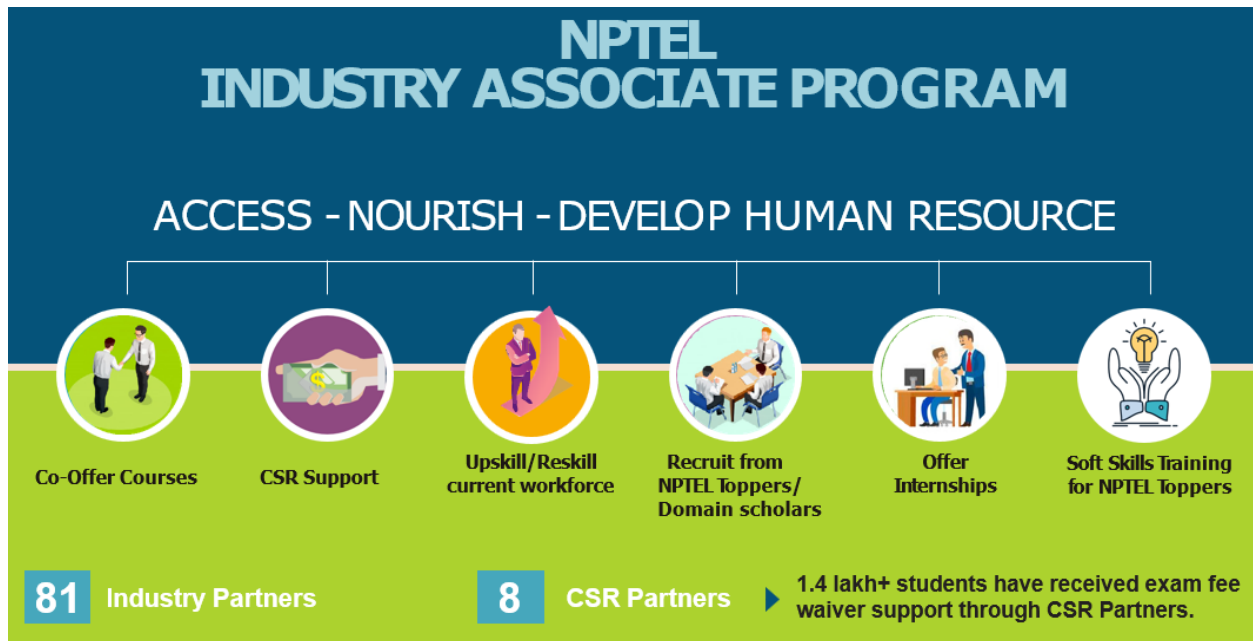 NPTEL
INDUSTRY ASSOCIATE PROGRAM
ACCESS - NOURISH - DEVELOP HUMAN RESOURCE
Co-Offer Courses
CSR Support
Upskill/Reskill
current workforce
Recruit from
NPTEL Toppers/
Domain scholars
Offer
Internships
Soft Skills Training
for NPTEL Toppers
81 Industry Partners
8 CSR Partners
1.4 lakh+ students have received exam fee
waiver support through CSR Partners.